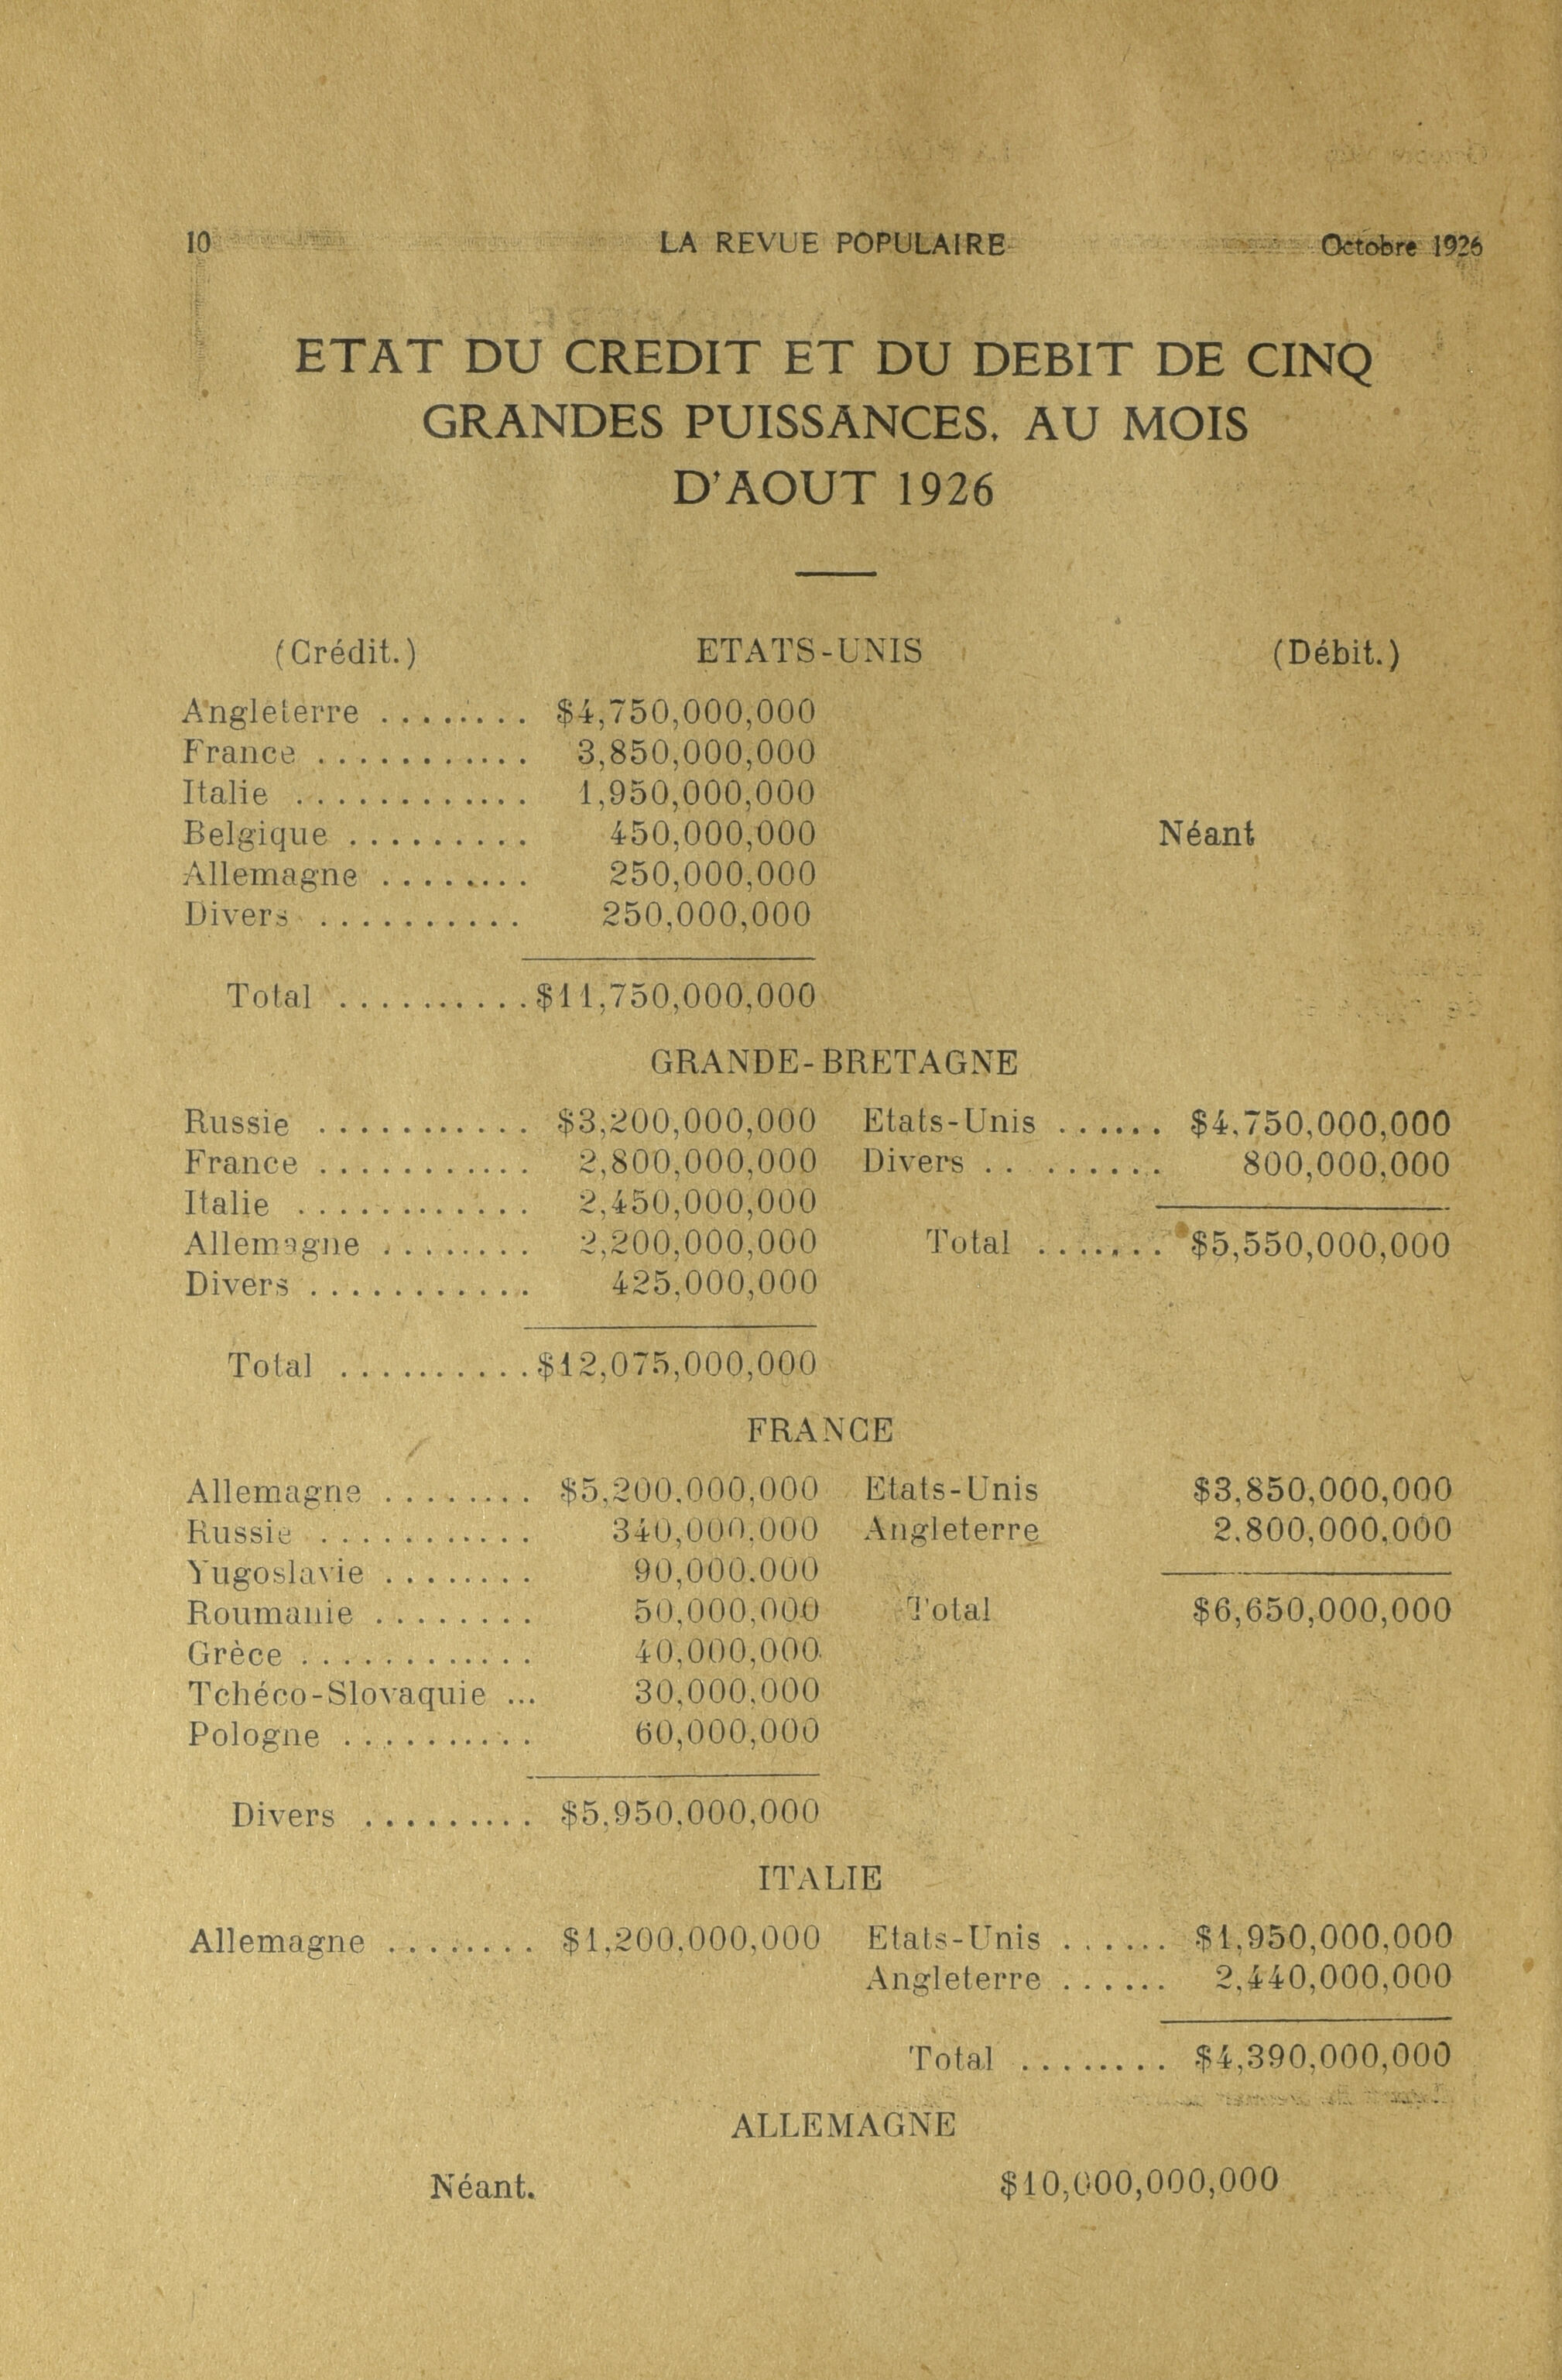 10 LA REVUE POPULAIRE Octobre 1926
ETAT DU CREDIT ET DU DEBIT DE CINQ
GRANDES PUISSANCES, AU MOIS
D'AOUT 1926
(Crédit.) ETATS-UNIS (Débit.)
Angleterre ........ $4,750,000,000
France ........... 3,850,000,000
Italie ............ 1,950,000,000
Belgique ......... 450,000,000 Néant
Allemagne ........ 250,000,000
Divers .......... 250,000,000
Total .......... $11,750,000,000
GRANDE-BRETAGNE
Russie ........... $3,200,000,000 Etats-Unis ...... $4,750,000,000
France ........... 2,800,000,000 Divers ........ 800,000,000
Italie ............ 2,450,000,000
Allemagne ........ 2,200,000,000 Total ....... $5,550,000,000
Divers ........... 425,000,000
Total .......... $12,075,000,000
FRANCE
Allemagne ........ $5,200,000,000 Etats-Unis $3,850,000,000
Russie ........... 340,000,000 Angleterre 2,800,000,000
Yugoslavie ........ 90,000,000
Roumanie ........ 50,000,000 Total $6,650,000,000
Grèce ............ 40,000,000
Tchéco-Slovaquie ... 30,000,000
Pologne .......... 60,000,000
Divers ......... $5,950,000,000
ITALIE
Allemagne ........ $1,200,000,000 Etats-Unis ...... $1,950,000,000
Angleterre ...... 2,440,000,000
Total ........ $4,390,000,000
ALLEMAGNE
Néant. $10,000,000,000